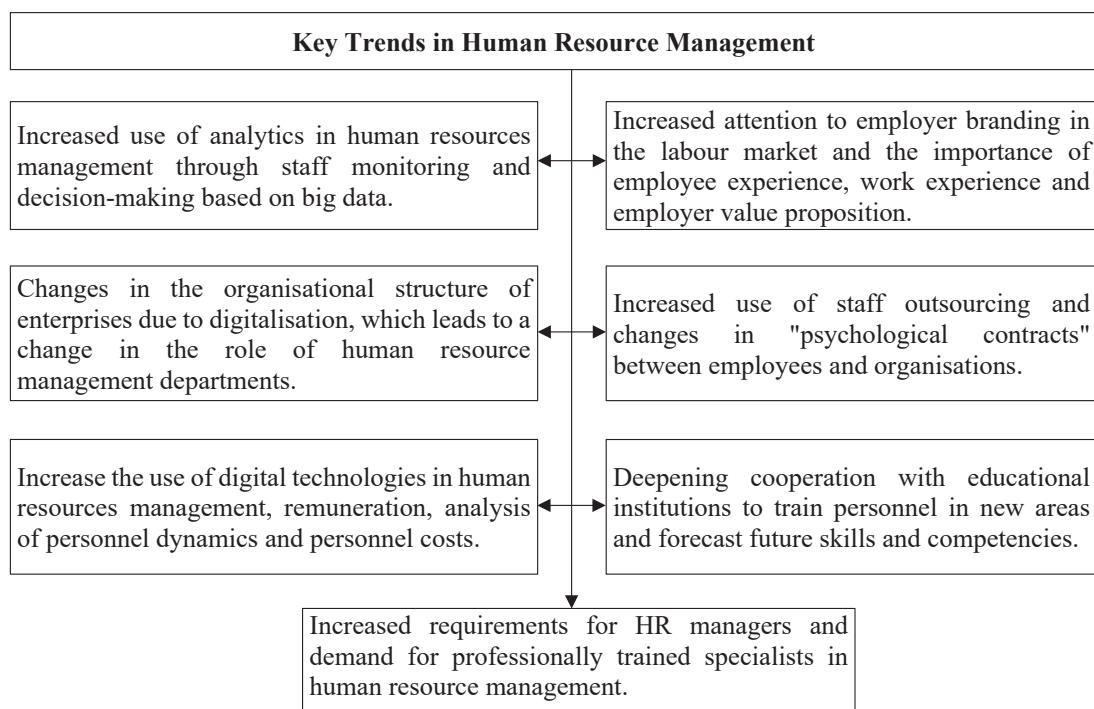 Key Trends in Human Resource Management
Increased use of analytics in human resources
management through staff monitoring and
decision-making based on big data.
Increased attention to employer branding in
the labour market and the importance of
employee experience, work experience and
employer value proposition.
Changes in the organisational structure of
enterprises due to digitalisation, which leads to a
change in the role of human resource
management departments.
Increased use of staff outsourcing and
changes in "psychological contracts"
between employees and organisations.
Increase the use of digital technologies in human
resources management, remuneration, analysis
of personnel dynamics and personnel costs.
Deepening cooperation with educational
institutions to train personnel in new areas
and forecast future skills and competencies.
Increased requirements for HR managers and
demand for professionally trained specialists in
human resource management.